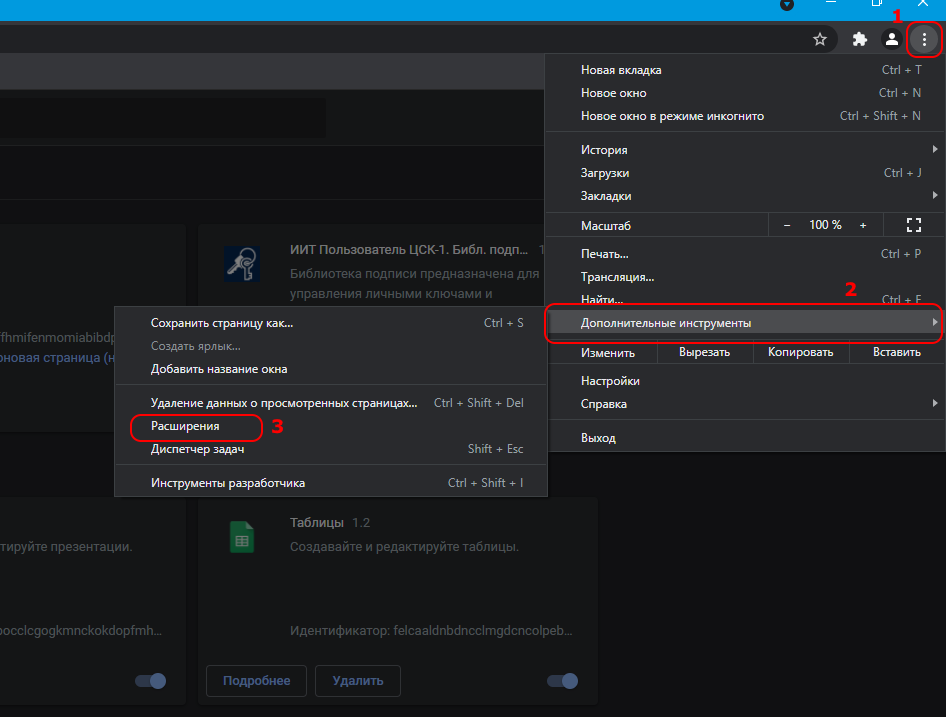 1
Новая вкладка Ctrl + T
Новое окно Ctrl + N
Новое окно в режиме инкогнито Ctrl + Shift + N
История
Загрузки Ctrl + J
Закладки
Масштаб – 100 % +
Печать... Ctrl + P
Трансляция...
Найти... Ctrl + F
2
Дополнительные инструменты
Изменить Вырезать Копировать Вставить
Настройки
Справка
Выход
Сохранить страницу как... Ctrl + S
Создать ярлык...
Добавить название окна
Удаление данных о просмотренных страницах... Ctrl + Shift + Del
Расширения 3
Диспетчер задач Shift + Esc
Инструменты разработчика Ctrl + Shift + I
ИИТ Пользователь ЦСК-1. Библ. подп... 1
Библиотека подписи предназначена для
управления личными ключами и
fhmifenmomiabibdp
оновая страница (н
тируйте презентации.
occlcgogkmnckokdopfmh...
Таблицы 1.2
Создавайте и редактируйте таблицы.
Идентификатор: felcaaldnbdncclmgdcncolpeb...
Подробнее Удалить